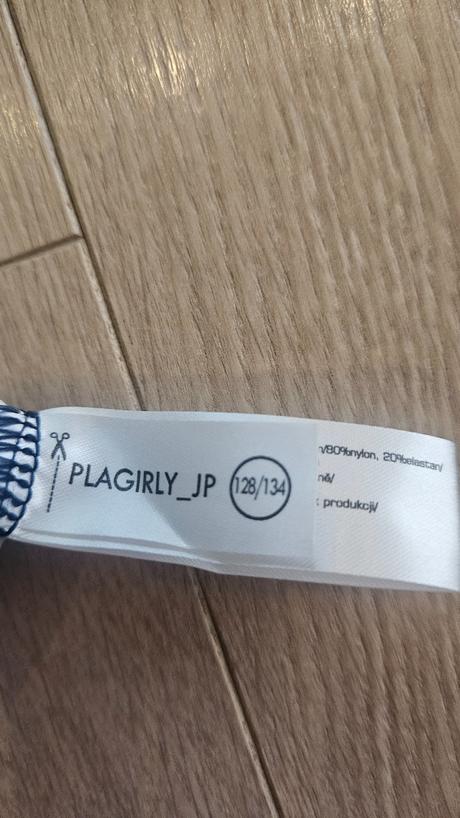 PLAGIRLY_JP 128/134
/80%nylon, 20%elastan/
produkcji/